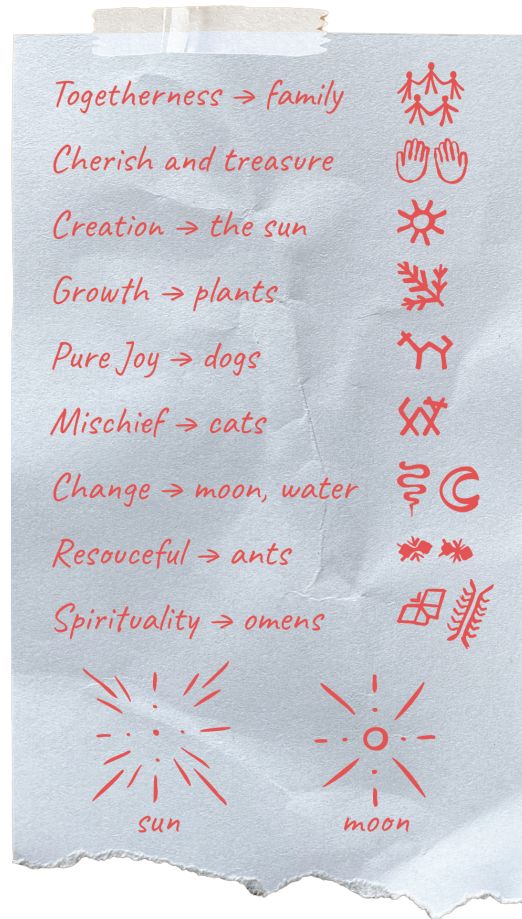 Togetherness → family
Cherish and treasure
Creation → the sun
Growth → plants
Pure Joy → dogs
Mischief → cats
Change → moon, water
Resouceful → ants
Spirituality → omens
sun
moon